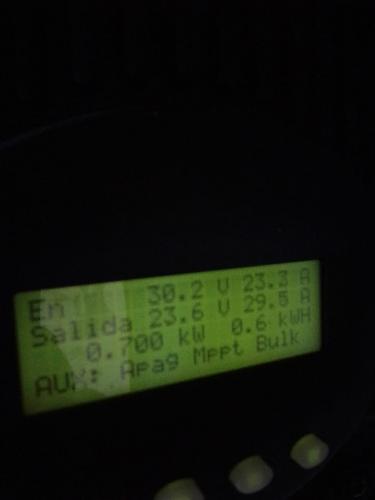 En 30.2 V 23.3 A
Salida 23.6 V 29.5 A
0.700 kW 0.6 kWH
AUX: Apag Mppt Bulk